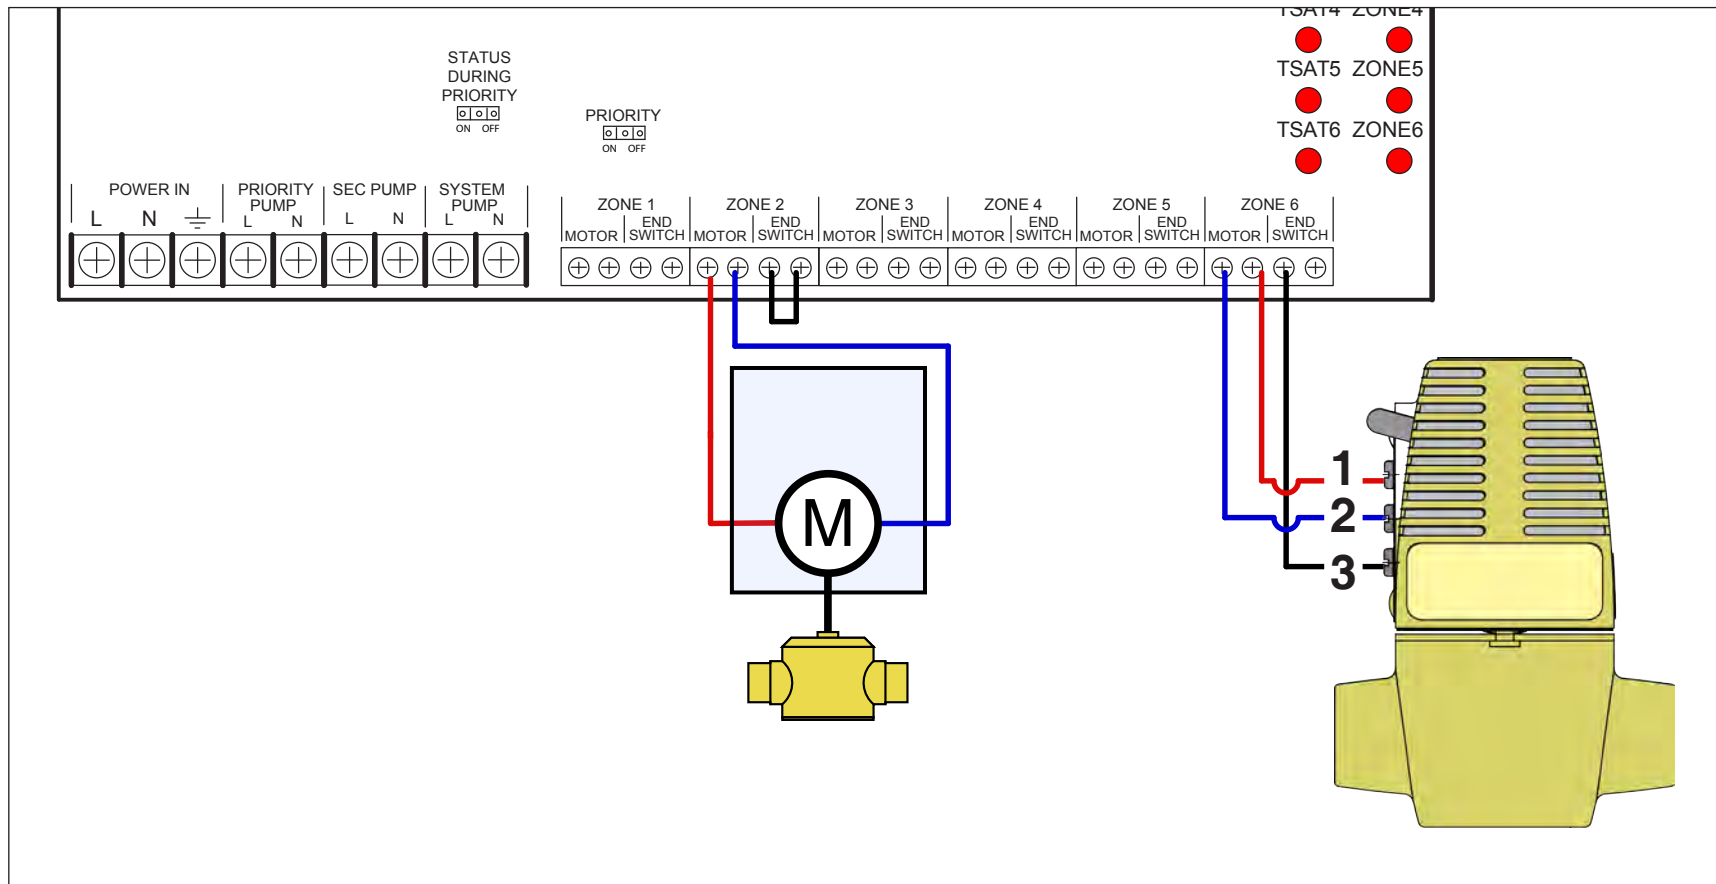 TSAT4 ZONE4
TSAT5 ZONE5
TSAT6 ZONE6
STATUS
DURING
PRIORITY
ON OFF
PRIORITY
ON OFF
POWER IN
L N
PRIORITY
PUMP
L N
SEC PUMP
L N
SYSTEM
PUMP
L N
ZONE 1
MOTOR
END
SWITCH
ZONE 2
MOTOR
END
SWITCH
ZONE 3
MOTOR
END
SWITCH
ZONE 4
MOTOR
END
SWITCH
ZONE 5
MOTOR
END
SWITCH
ZONE 6
MOTOR
END
SWITCH
M
1
2
3